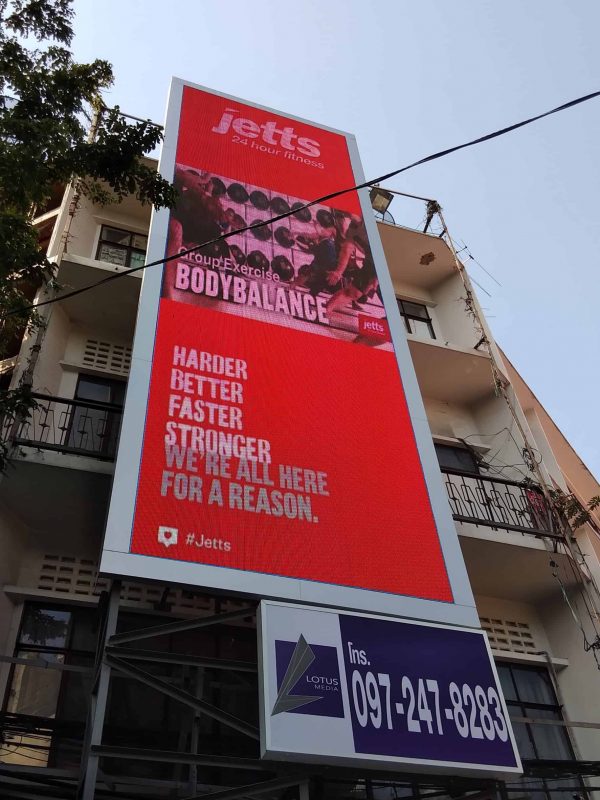 jetts
24 hour fitness
Group Exercise
BODYBALANCE
jetts
HARDER
BETTER
FASTER
STRONGER
WE'RE ALL HERE
FOR A REASON.
#Jetts
LOTUS
MEDIA
โทร.
097-247-8283